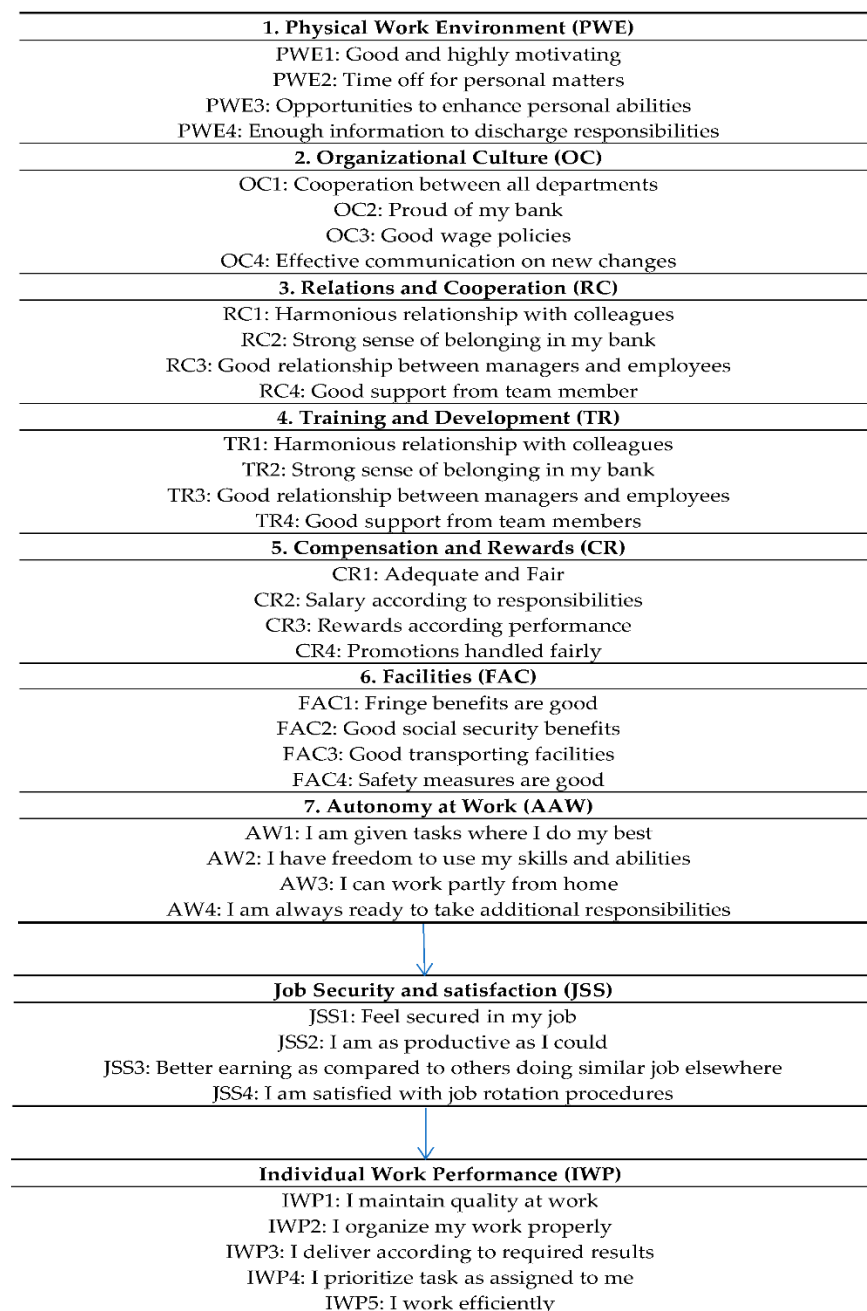 1. Physical Work Environment (PWE)
PWE1: Good and highly motivating
PWE2: Time off for personal matters
PWE3: Opportunities to enhance personal abilities
PWE4: Enough information to discharge responsibilities
2. Organizational Culture (OC)
OC1: Cooperation between all departments
OC2: Proud of my bank
OC3: Good wage policies
OC4: Effective communication on new changes
3. Relations and Cooperation (RC)
RC1: Harmonious relationship with colleagues
RC2: Strong sense of belonging in my bank
RC3: Good relationship between managers and employees
RC4: Good support from team member
4. Training and Development (TR)
TR1: Harmonious relationship with colleagues
TR2: Strong sense of belonging in my bank
TR3: Good relationship between managers and employees
TR4: Good support from team members
5. Compensation and Rewards (CR)
CR1: Adequate and Fair
CR2: Salary according to responsibilities
CR3: Rewards according performance
CR4: Promotions handled fairly
6. Facilities (FAC)
FAC1: Fringe benefits are good
FAC2: Good social security benefits
FAC3: Good transporting facilities
FAC4: Safety measures are good
7. Autonomy at Work (AAW)
AW1: I am given tasks where I do my best
AW2: I have freedom to use my skills and abilities
AW3: I can work partly from home
AW4: I am always ready to take additional responsibilities
Job Security and satisfaction (JSS)
JSS1: Feel secured in my job
JSS2: I am as productive as I could
JSS3: Better earning as compared to others doing similar job elsewhere
JSS4: I am satisfied with job rotation procedures
Individual Work Performance (IWP)
IWP1: I maintain quality at work
IWP2: I organize my work properly
IWP3: I deliver according to required results
IWP4: I prioritize task as assigned to me
IWP5: I work efficiently